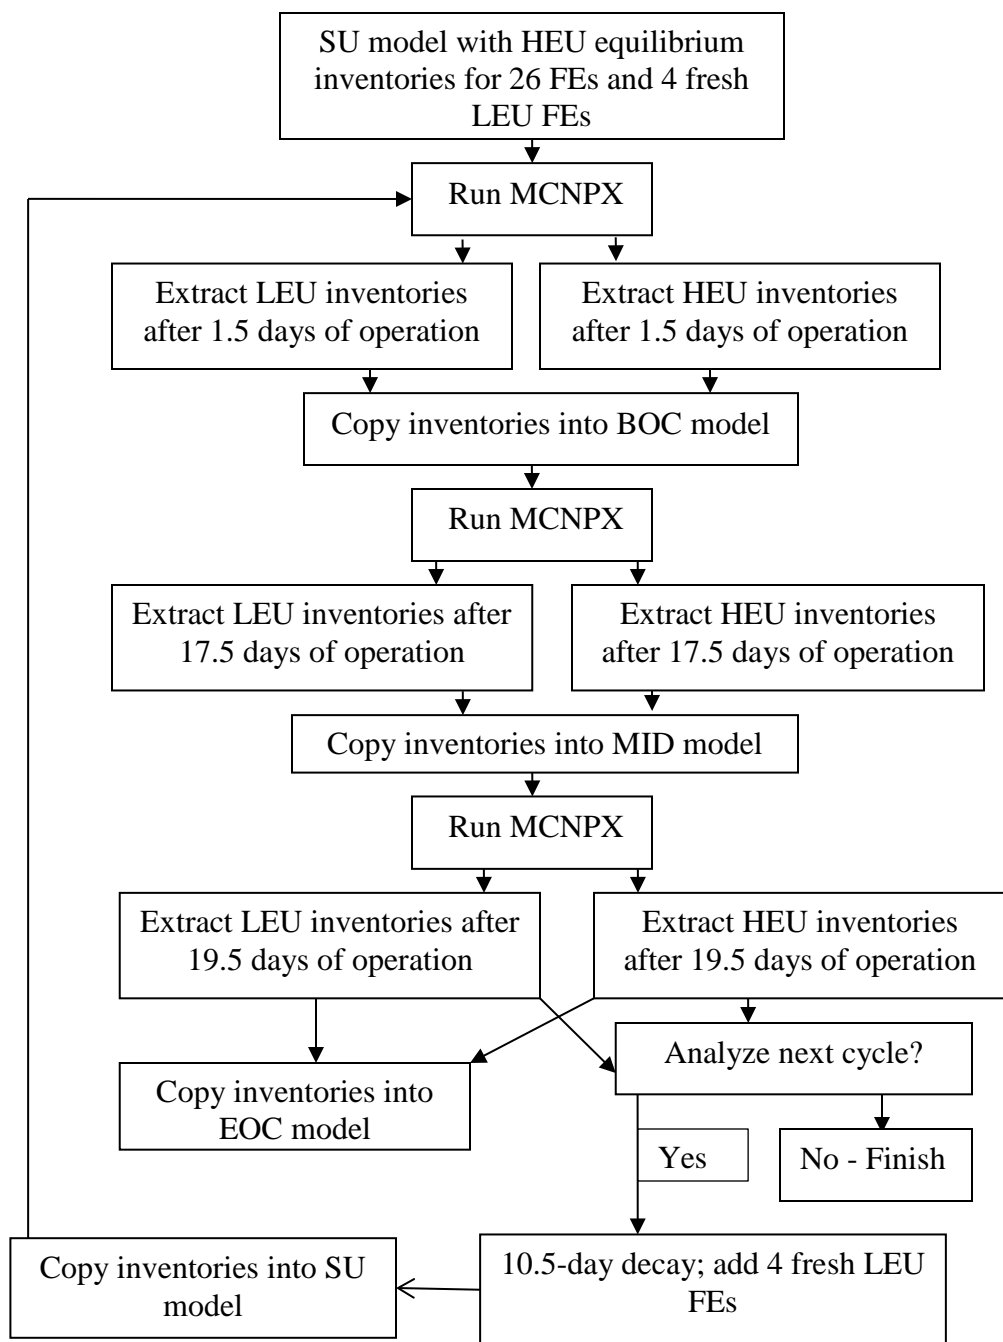 SU model with HEU equilibrium
inventories for 26 FEs and 4 fresh
LEU FEs
Run MCNPX
Extract LEU inventories
after 1.5 days of operation
Extract HEU inventories
after 1.5 days of operation
Copy inventories into BOC model
Run MCNPX
Extract LEU inventories after
17.5 days of operation
Extract HEU inventories
after 17.5 days of operation
Copy inventories into MID model
Run MCNPX
Extract LEU inventories after
19.5 days of operation
Extract HEU inventories
after 19.5 days of operation
Analyze next cycle?
Copy inventories into
EOC model
Yes
No - Finish
10.5-day decay; add 4 fresh LEU
FEs
Copy inventories into SU
model